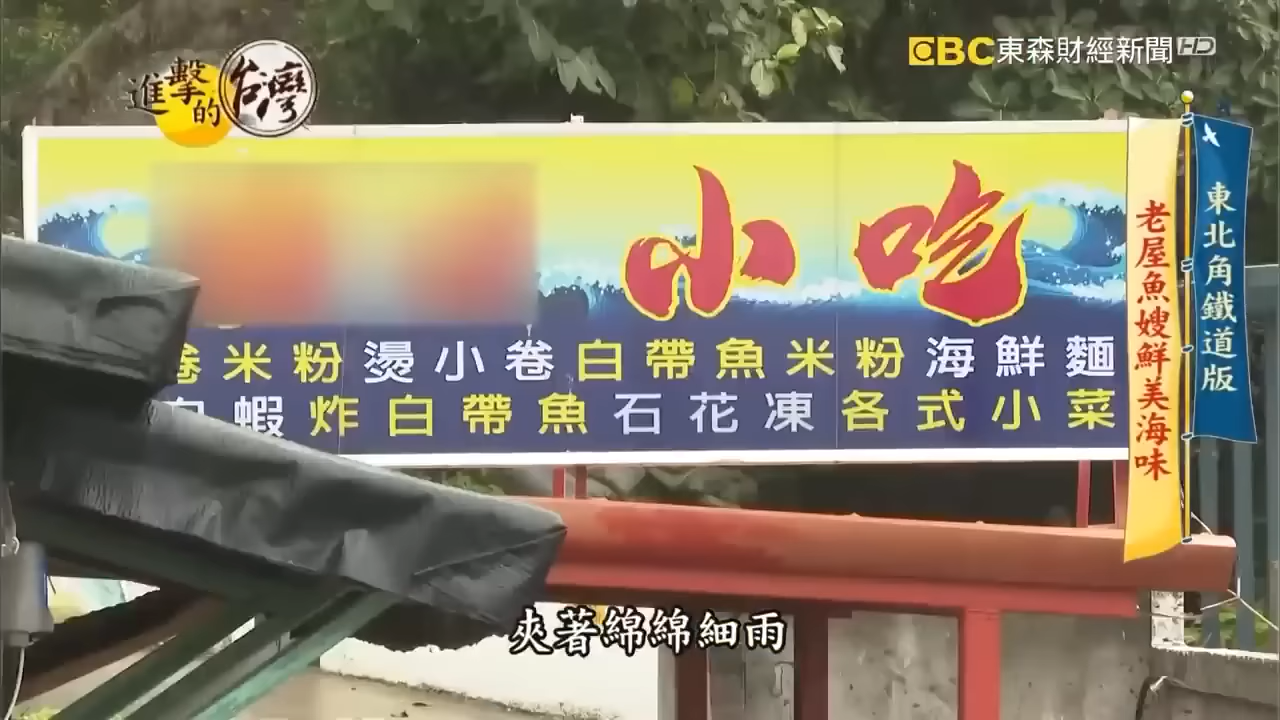 進擊的台灣
EBC東森財經新聞HD
小吃
卷米粉 燙小卷 白帶魚米粉 海鮮麵
蝦 炸白帶魚 石花凍 各式小菜
東北角鐵道版
老屋魚嫂鮮美海味
夾著綿綿細雨